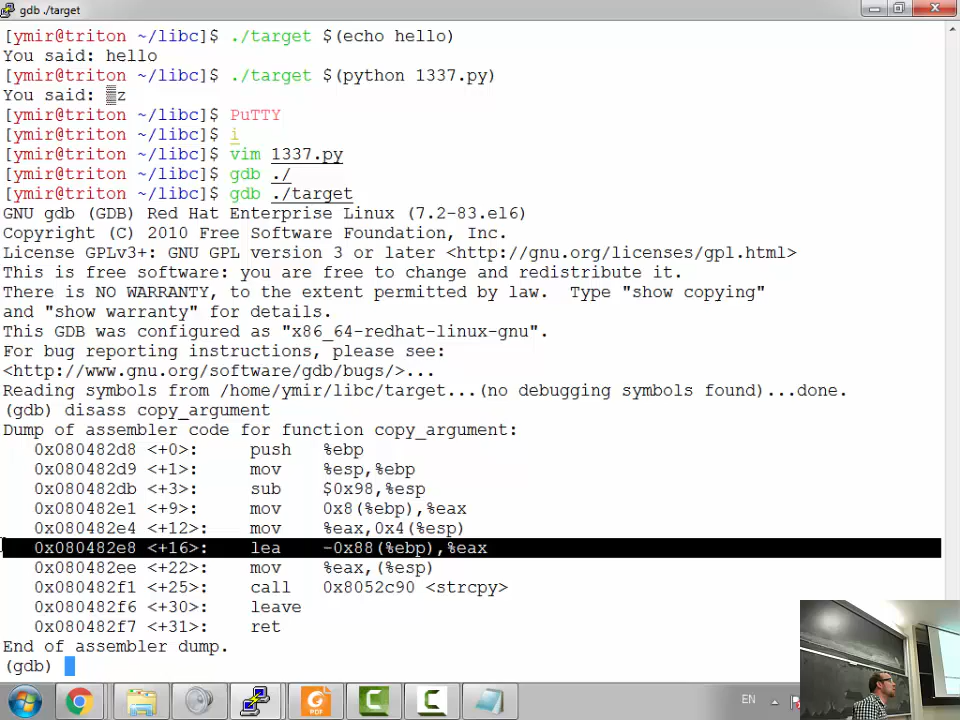 gdb ./target
[ymir@triton ~/libc]$ ./target $(echo hello)
You said: hello
[ymir@triton ~/libc]$ ./target $(python 1337.py)
You said: ▒z
[ymir@triton ~/libc]$ PuTTY
[ymir@triton ~/libc]$ i
[ymir@triton ~/libc]$ vim 1337.py
[ymir@triton ~/libc]$ gdb ./
[ymir@triton ~/libc]$ gdb ./target
GNU gdb (GDB) Red Hat Enterprise Linux (7.2-83.el6)
Copyright (C) 2010 Free Software Foundation, Inc.
License GPLv3+: GNU GPL version 3 or later <http://gnu.org/licenses/gpl.html>
This is free software: you are free to change and redistribute it.
There is NO WARRANTY, to the extent permitted by law.  Type "show copying"
and "show warranty" for details.
This GDB was configured as "x86_64-redhat-linux-gnu".
For bug reporting instructions, please see:
<http://www.gnu.org/software/gdb/bugs/>...
Reading symbols from /home/ymir/libc/target...(no debugging symbols found)...done.
(gdb) disass copy_argument
Dump of assembler code for function copy_argument:
   0x080482d8 <+0>:     push   %ebp
   0x080482d9 <+1>:     mov    %esp,%ebp
   0x080482db <+3>:     sub    $0x98,%esp
   0x080482e1 <+9>:     mov    0x8(%ebp),%eax
   0x080482e4 <+12>:    mov    %eax,0x4(%esp)
   0x080482e8 <+16>:    lea    -0x88(%ebp),%eax
   0x080482ee <+22>:    mov    %eax,(%esp)
   0x080482f1 <+25>:    call   0x8052c90 <strcpy>
   0x080482f6 <+30>:    leave
   0x080482f7 <+31>:    ret
End of assembler dump.
(gdb)
PDF
EN